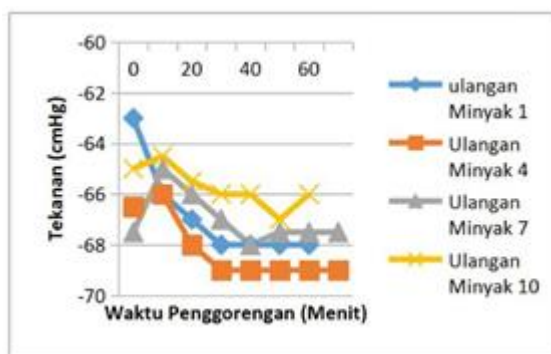 -60
0 20 40 60
-62
-64
-66
-68
-70
Tekanan (cmHg)
Waktu Penggorengan (Menit)
ulangan
Minyak 1
Ulangan
Minyak 4
Ulangan
Minyak 7
Ulangan
Minyak 10